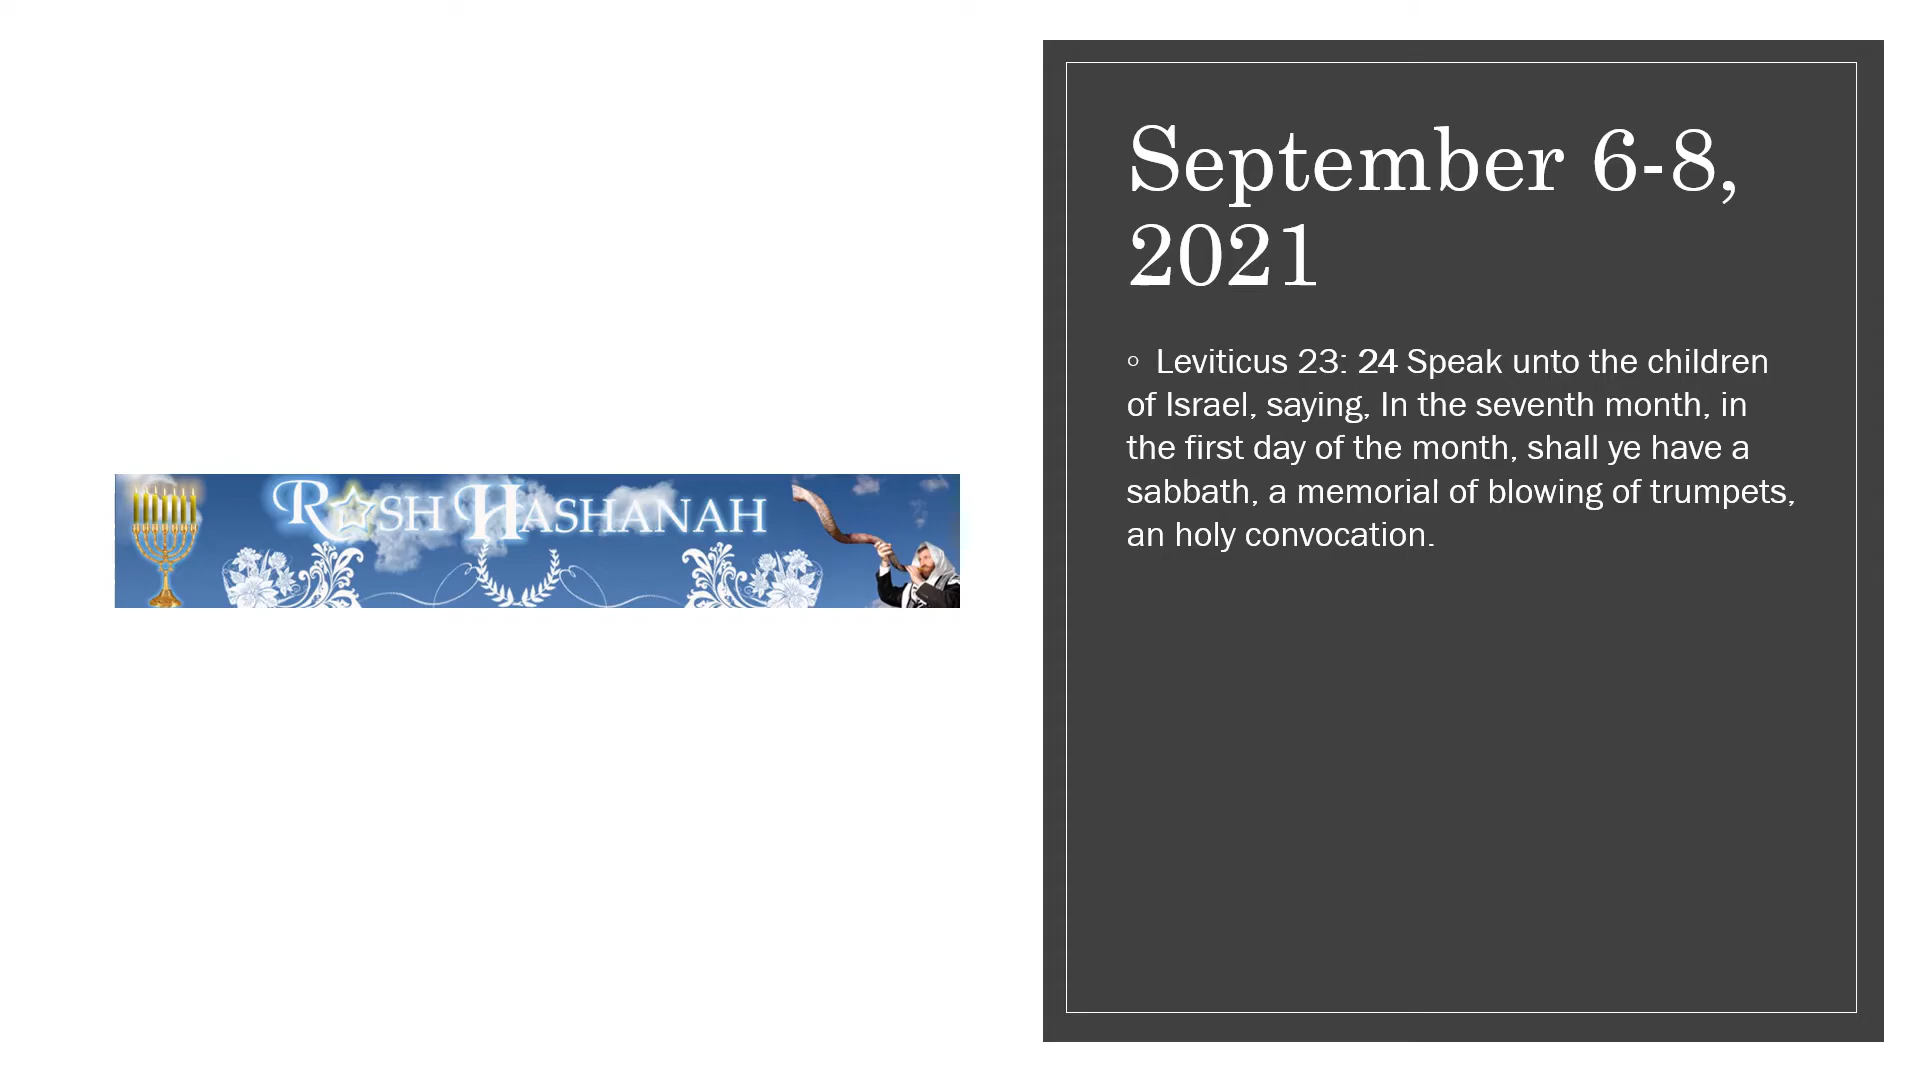 ROSH HASHANAH
September 6-8,
2021
◦ Leviticus 23: 24 Speak unto the children
of Israel, saying, In the seventh month, in
the first day of the month, shall ye have a
sabbath, a memorial of blowing of trumpets,
an holy convocation.